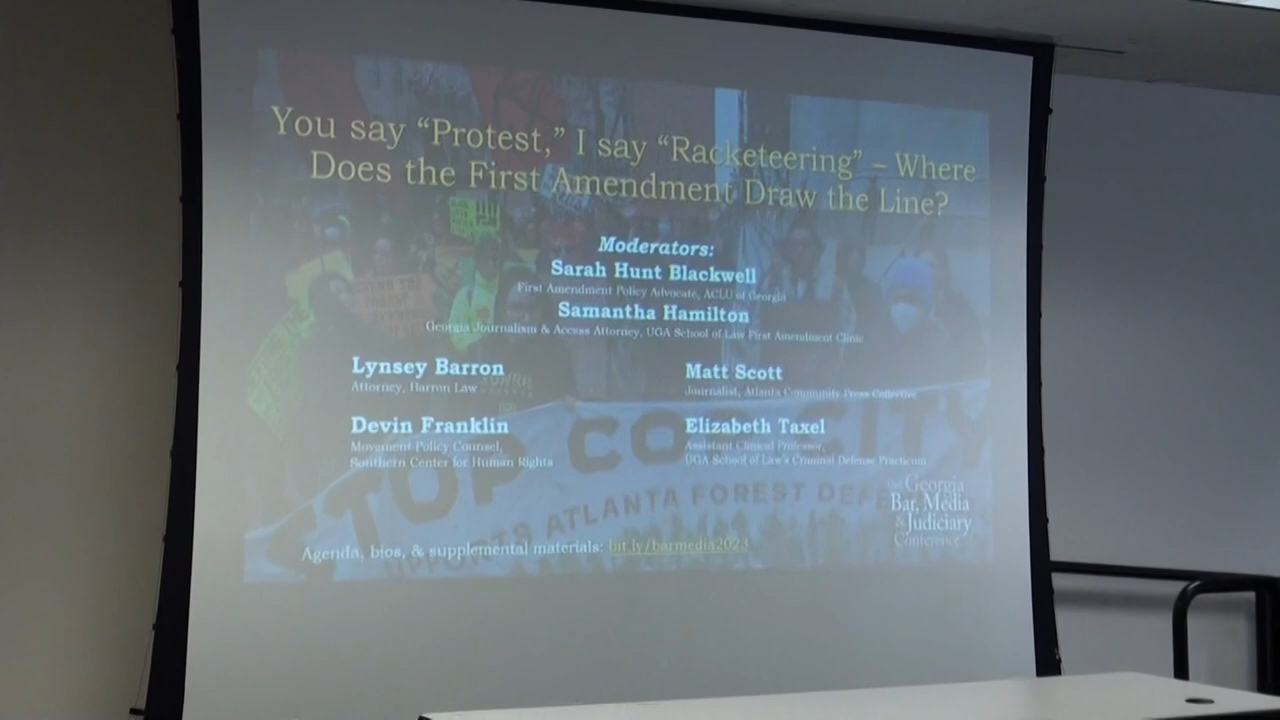 You say “Protest,” I say “Racketeering” – Where
Does the First Amendment Draw the Line?
Moderators:
Sarah Hunt Blackwell
First Amendment Policy Advocate, ACLU of Georgia
Samantha Hamilton
Georgia Journalism & Access Attorney, UGA School of Law First Amendment Clinic
Lynsey Barron
Attorney, Barron Law
Matt Scott
Journalist, Atlanta Community Press Collective
Devin Franklin
Movement Policy Counsel,
Southern Center for Human Rights
Elizabeth Taxel
Assistant Clinical Professor,
UGA School of Law's Criminal Defense Practicum
STOP COP CITY
ATLANTA FOREST
Georgia
Bar, Media
& Judiciary
Conference
Agenda, bios, & supplemental materials: bit.ly/barmedia2023